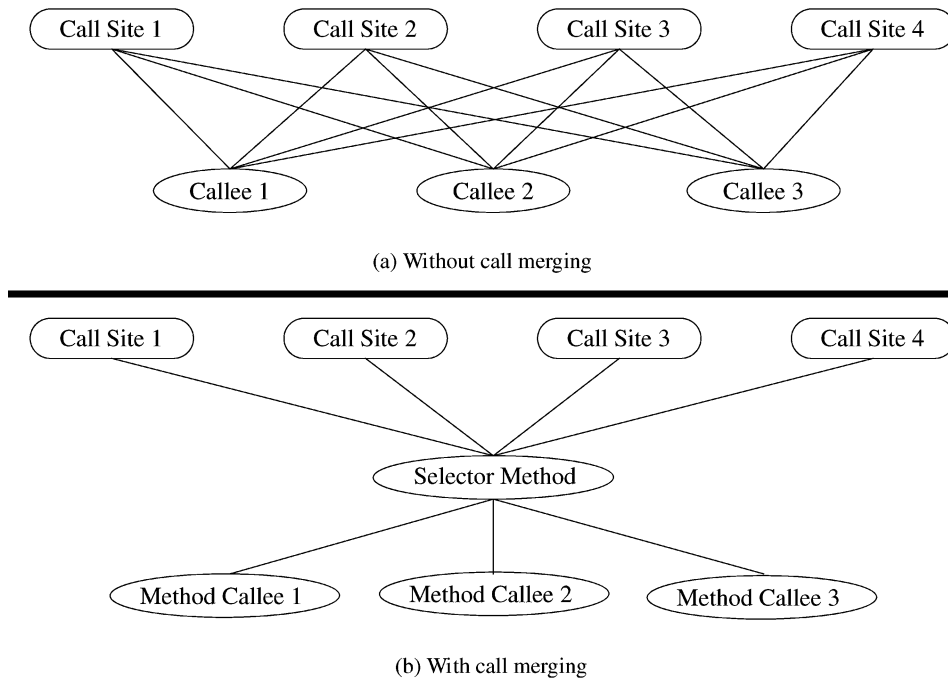 Call Site 1 Call Site 2 Call Site 3 Call Site 4
Callee 1 Callee 2 Callee 3
(a) Without call merging
Call Site 1 Call Site 2 Call Site 3 Call Site 4
Selector Method
Method Callee 1 Method Callee 2 Method Callee 3
(b) With call merging